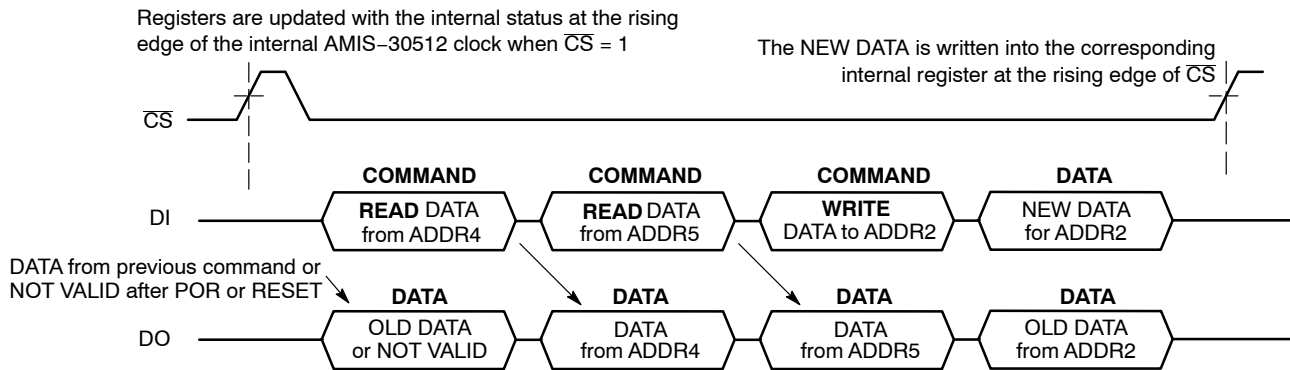 Registers are updated with the internal status at the rising
edge of the internal AMIS−30512 clock when CS = 1
The NEW DATA is written into the corresponding
internal register at the rising edge of CS
CS
COMMAND COMMAND COMMAND DATA
DI
READ DATA
from ADDR4
READ DATA
from ADDR5
WRITE
DATA to ADDR2
NEW DATA
for ADDR2
DATA from previous command or
NOT VALID after POR or RESET
DATA DATA DATA DATA
DO
OLD DATA
or NOT VALID
DATA
from ADDR4
DATA
from ADDR5
OLD DATA
from ADDR2